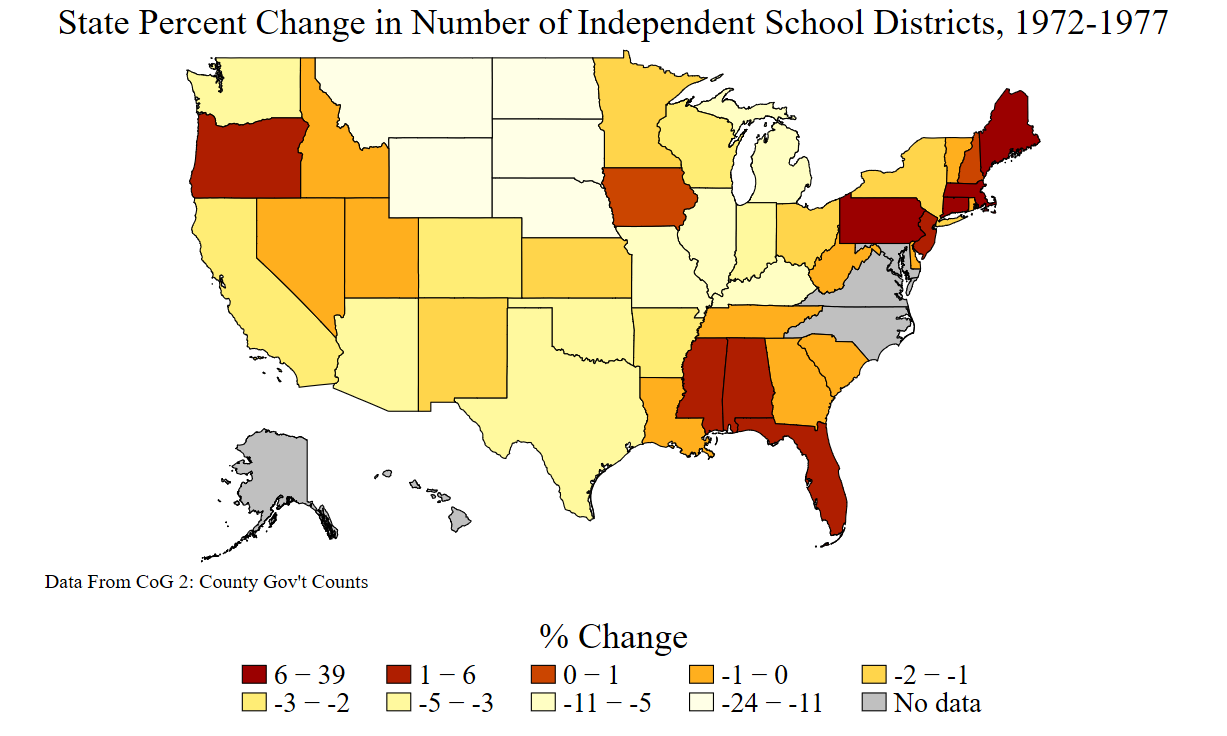 State Percent Change in Number of Independent School Districts, 1972-1977
Data From CoG 2: County Gov't Counts
% Change
6 − 39 1 − 6 0 − 1 -1 − 0 -2 − -1
-3 − -2 -5 − -3 -11 − -5 -24 − -11 No data